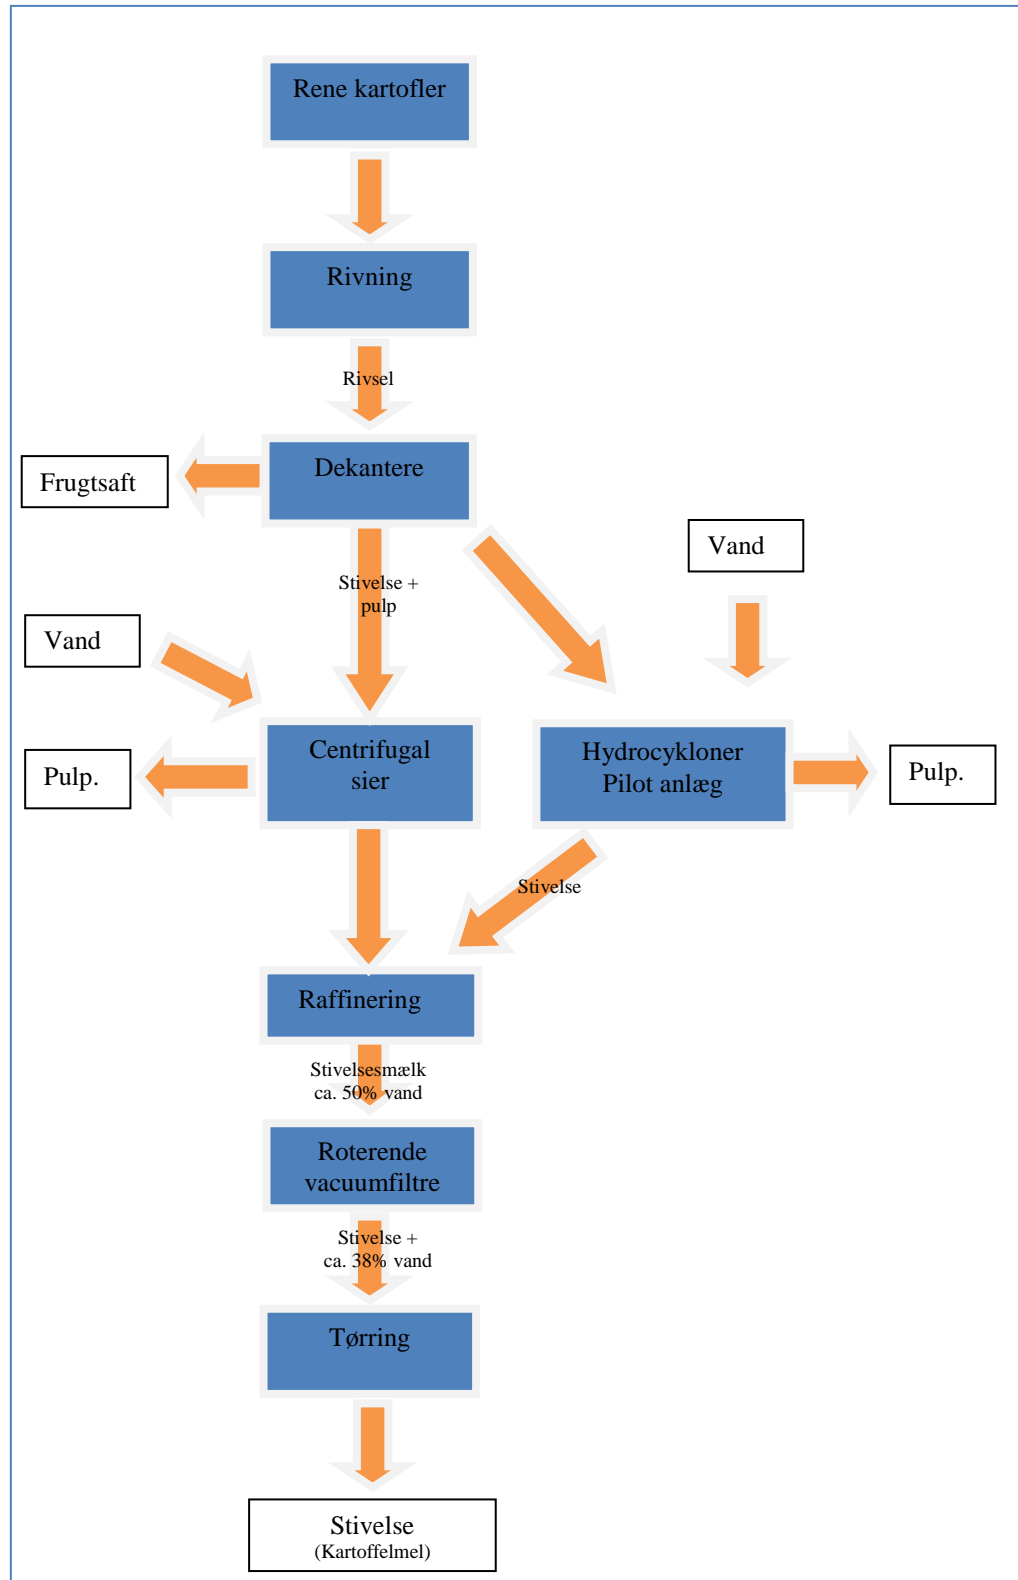 Rene kartofler
Rivning
Rivsel
Dekantere
Frugtsaft
Stivelse +
pulp
Vand
Vand
Centrifugal
sier
Pulp.
Hydrocykloner
Pilot anlæg
Pulp.
Stivelse
Raffinering
Stivelsesmælk
ca. 50% vand
Roterende
vacuumfiltre
Stivelse +
ca. 38% vand
Tørring
Stivelse
(Kartoffelmel)